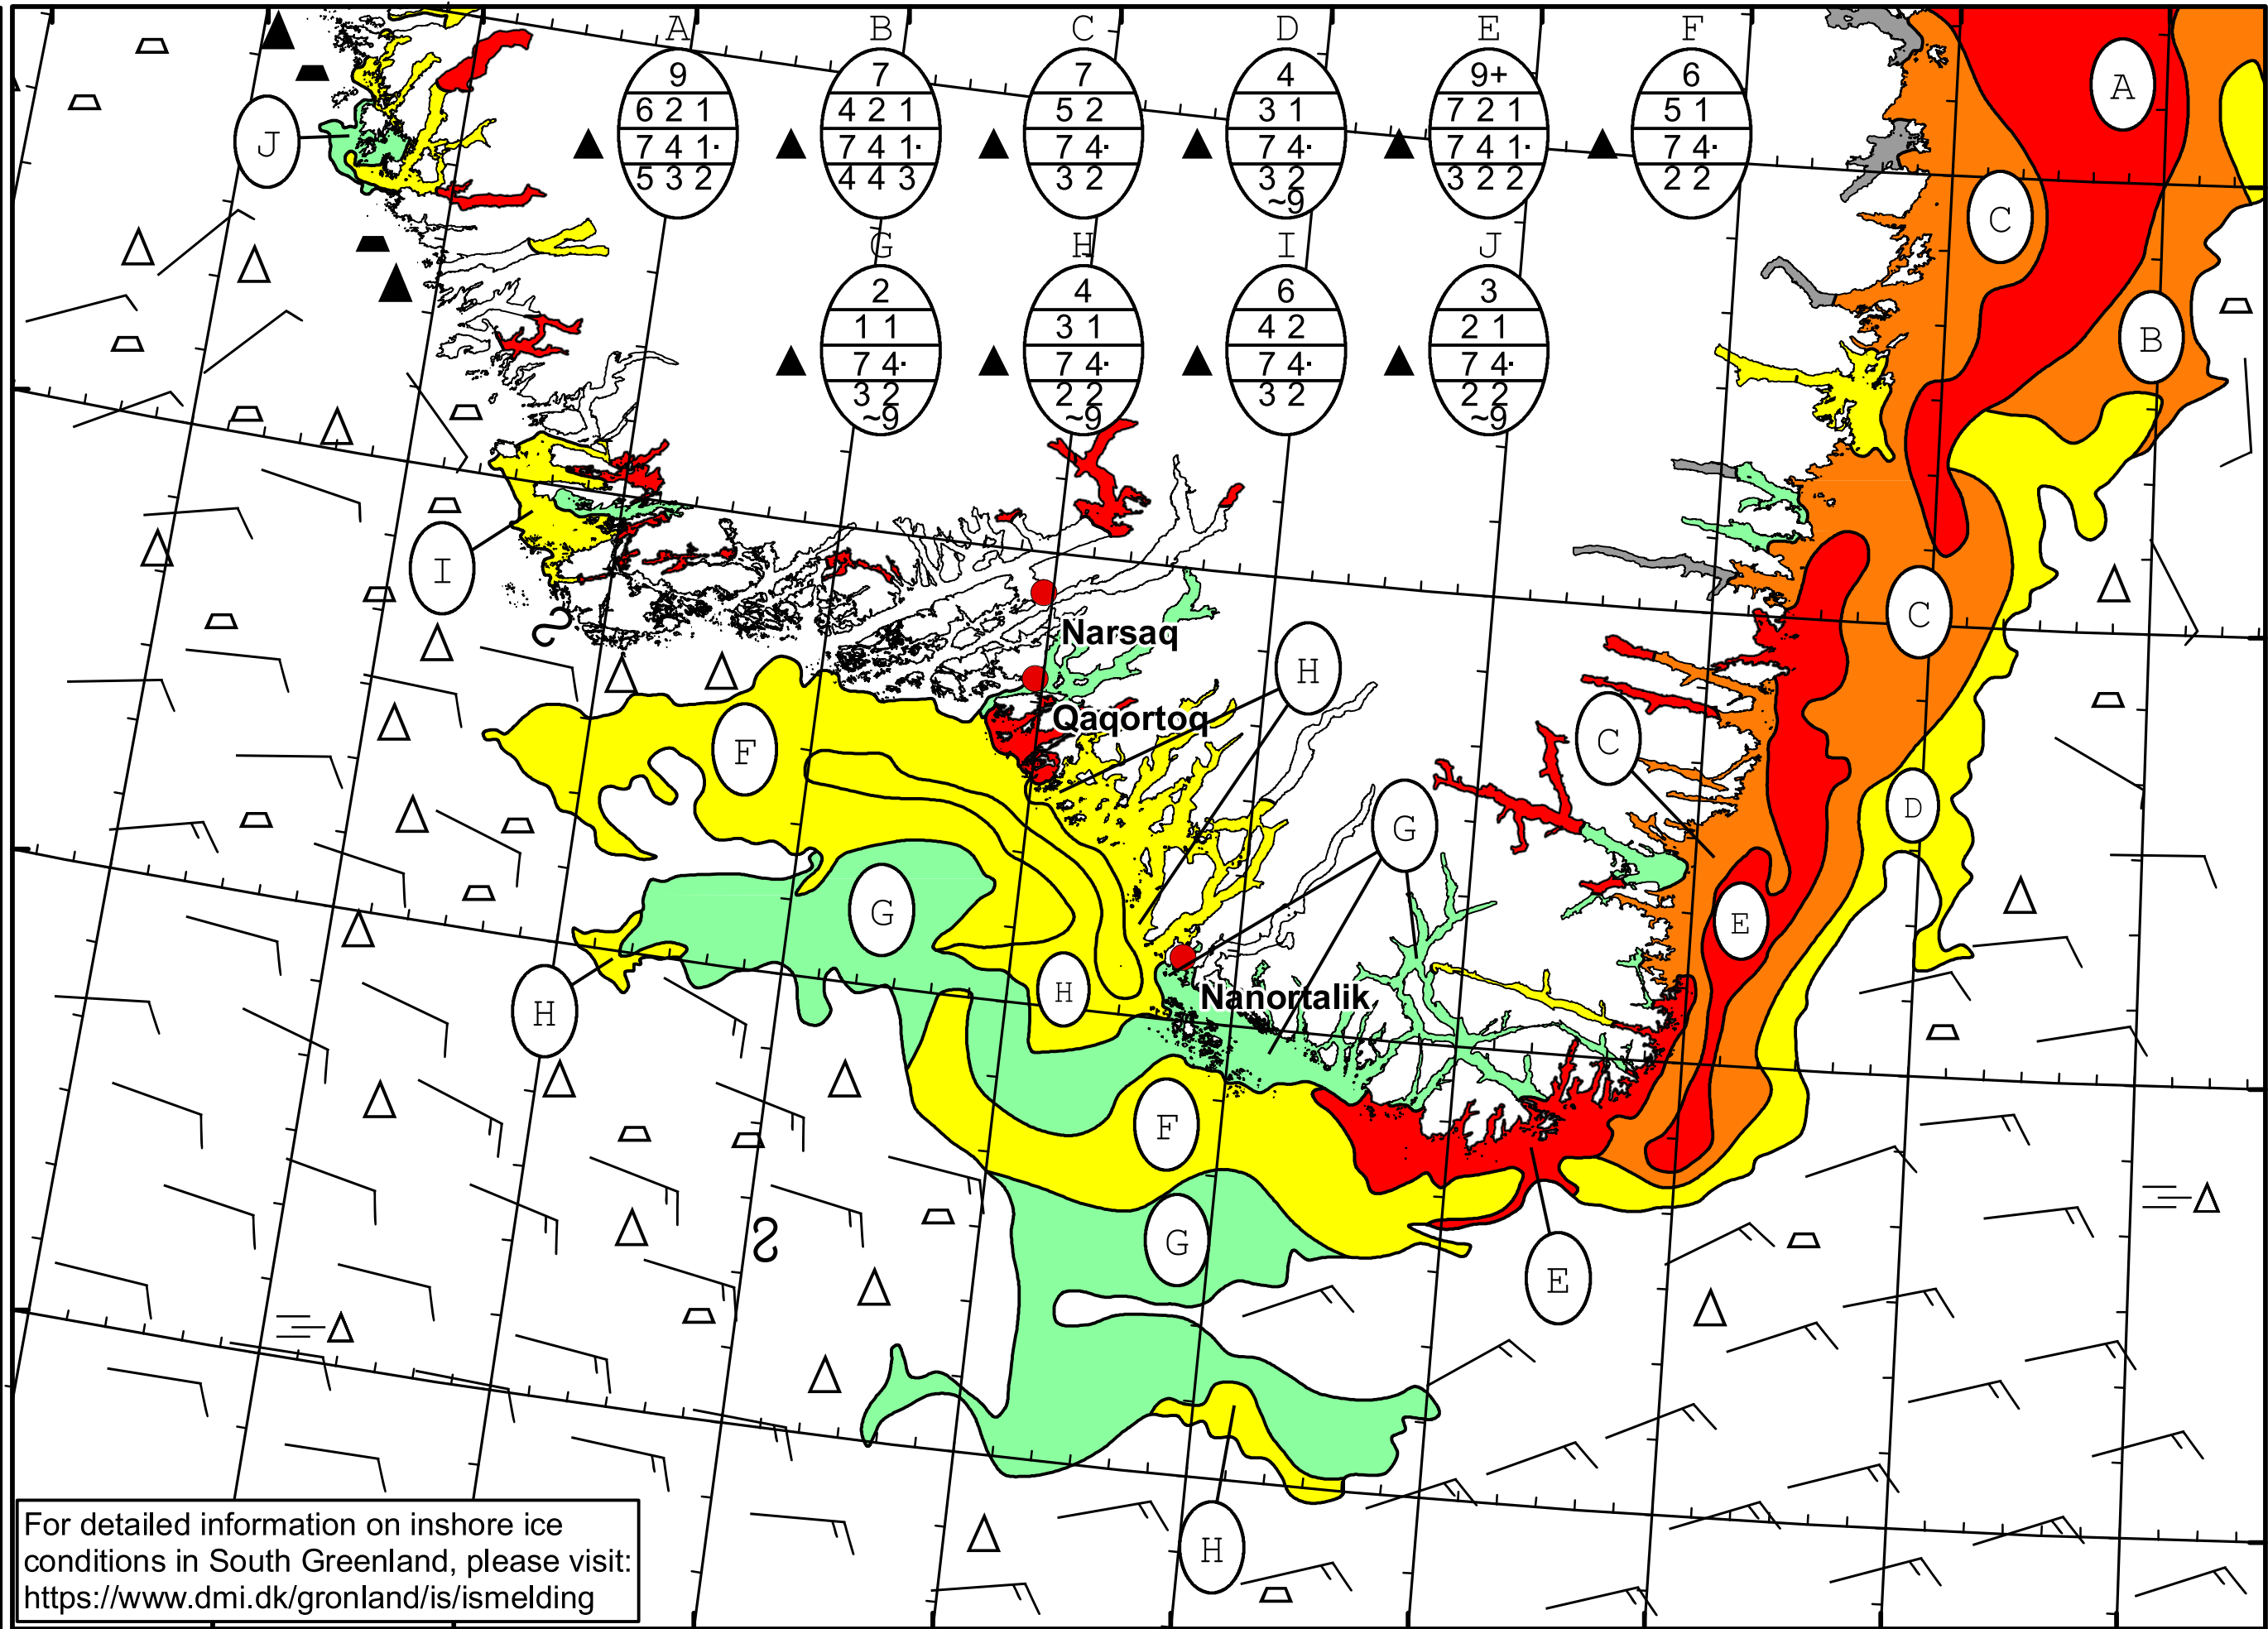 A B C D E F
9 7 7 4 9+ 6
6 2 1 4 2 1 5 2 3 1 7 2 1 5 1
7 4 1· 7 4 1· 7 4· 7 4· 7 4 1· 7 4·
5 3 2 4 4 3 3 2 3 2 3 2 2 2 2
~9
G H I J
2 4 6 3
1 1 3 1 4 2 2 1
7 4· 7 4· 7 4· 7 4·
3 2 2 2 3 2 2 2
~9 ~9 ~9
A
J
C
B
I
C
Narsaq
H
Qaqortoq
F
C
D
G
G
E
H
H
Nanortalik
F
G
E
H
For detailed information on inshore ice
conditions in South Greenland, please visit:
https://www.dmi.dk/gronland/is/ismelding